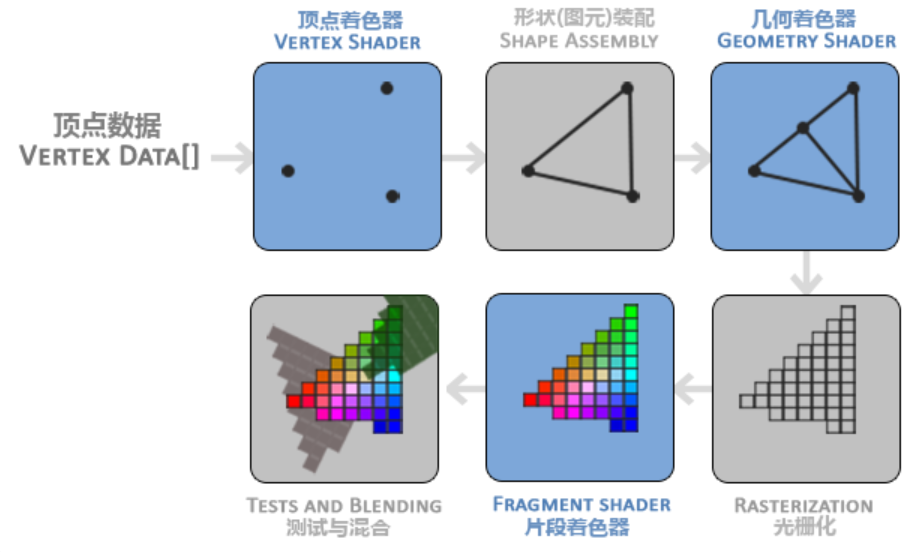 顶点着色器
VERTEX SHADER
形状(图元)装配
SHAPE ASSEMBLY
几何着色器
GEOMETRY SHADER
顶点数据
VERTEX DATA[]
TESTS AND BLENDING
测试与混合
FRAGMENT SHADER
片段着色器
RASTERIZATION
光栅化